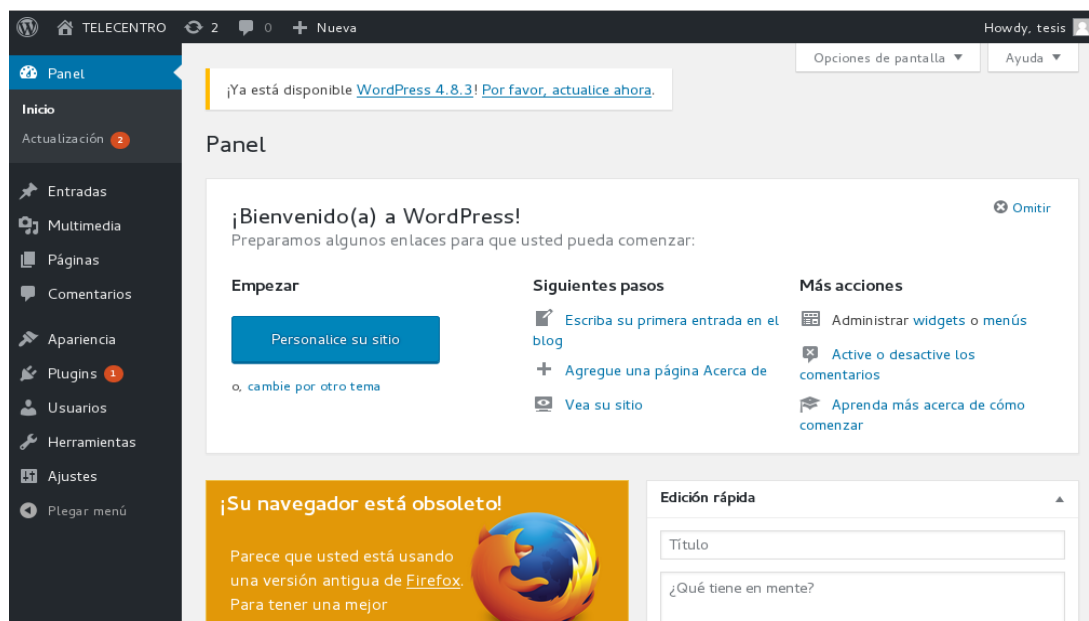 TELECENTRO 2 0 + Nueva Howdy, tesis
Opciones de pantalla ▼ Ayuda ▼
Panel
Inicio
Actualización 2
Entradas
Multimedia
Páginas
Comentarios
Apariencia
Plugins 1
Usuarios
Herramientas
Ajustes
Plegar menú
¡Ya está disponible WordPress 4.8.3! Por favor, actualice ahora.
Panel
¡Bienvenido(a) a WordPress!
Omitir
Preparamos algunos enlaces para que usted pueda comenzar:
Empezar
Personalice su sitio
o, cambie por otro tema
Siguientes pasos
Escriba su primera entrada en el
blog
Agregue una página Acerca de
Vea su sitio
Más acciones
Administrar widgets o menús
Active o desactive los
comentarios
Aprenda más acerca de cómo
comenzar
¡Su navegador está obsoleto!
Parece que usted está usando
una versión antigua de Firefox.
Para tener una mejor
Edición rápida
Título
¿Qué tiene en mente?